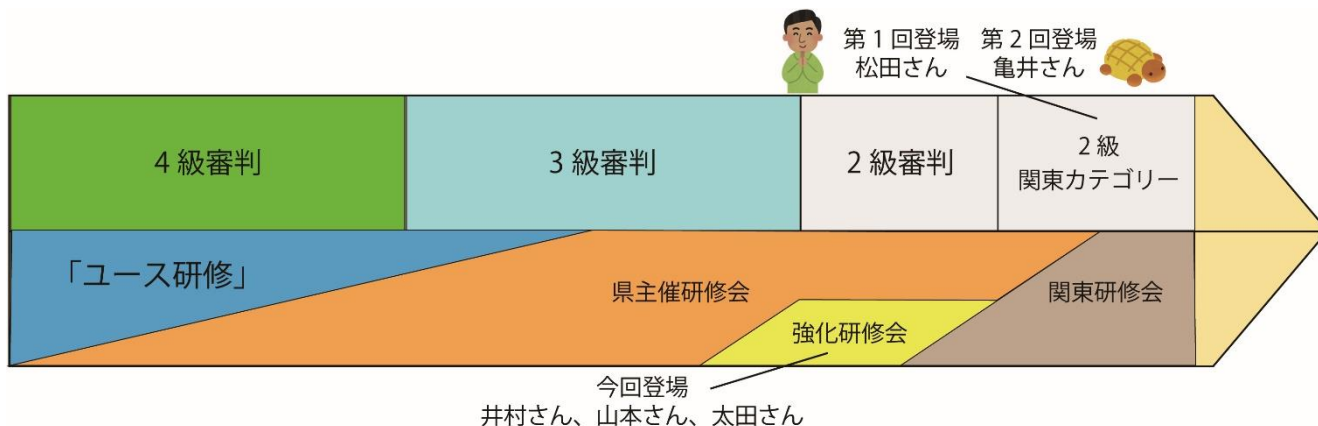 第1回登場
松田さん
第2回登場
亀井さん
4級審判
3級審判
2級審判
2級
関東カテゴリー
「ユース研修」
県主催研修会
関東研修会
強化研修会
今回登場
井村さん、山本さん、太田さん